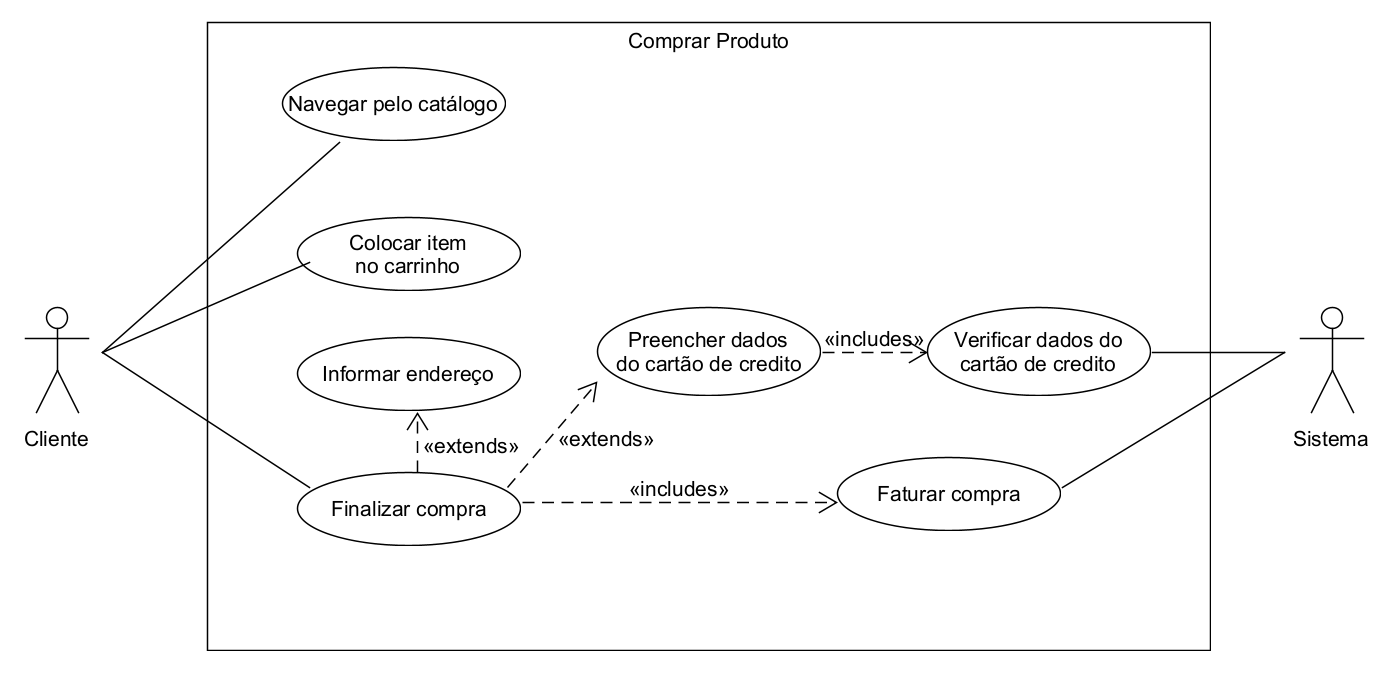 Comprar Produto
Navegar pelo catálogo
Colocar item
no carrinho
Informar endereço
Preencher dados
do cartão de credito
«includes»
Verificar dados do
cartão de credito
Cliente
«extends»
«extends»
Sistema
Finalizar compra
«includes»
Faturar compra